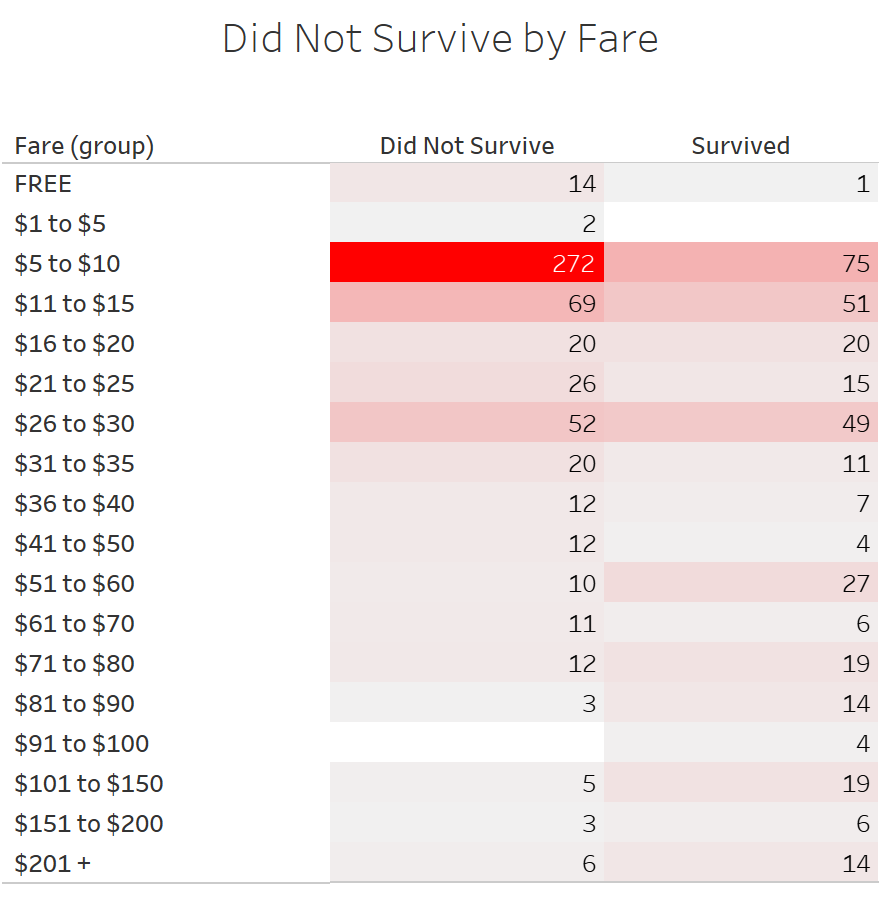 Did Not Survive by Fare
Fare (group) Did Not Survive Survived
FREE 14 1
$1 to $5 2
$5 to $10 272 75
$11 to $15 69 51
$16 to $20 20 20
$21 to $25 26 15
$26 to $30 52 49
$31 to $35 20 11
$36 to $40 12 7
$41 to $50 12 4
$51 to $60 10 27
$61 to $70 11 6
$71 to $80 12 19
$81 to $90 3 14
$91 to $100 4
$101 to $150 5 19
$151 to $200 3 6
$201 + 6 14